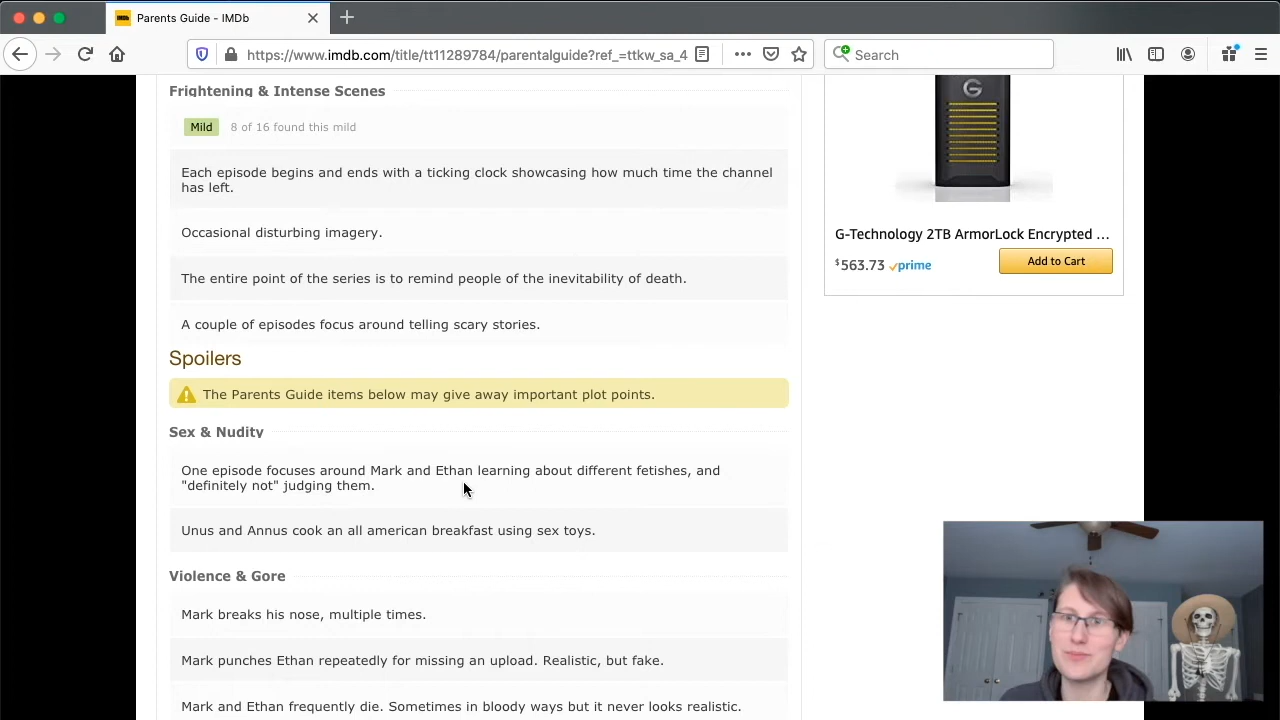 IMDb
Parents Guide - IMDb
https://www.imdb.com/title/tt11289784/parentalguide?ref_=ttkw_sa_4
Search
Frightening & Intense Scenes
Mild
8 of 16 found this mild
Each episode begins and ends with a ticking clock showcasing how much time the channel
has left.
Occasional disturbing imagery.
The entire point of the series is to remind people of the inevitability of death.
A couple of episodes focus around telling scary stories.
Spoilers
The Parents Guide items below may give away important plot points.
Sex & Nudity
One episode focuses around Mark and Ethan learning about different fetishes, and
"definitely not" judging them.
Unus and Annus cook an all american breakfast using sex toys.
Violence & Gore
Mark breaks his nose, multiple times.
Mark punches Ethan repeatedly for missing an upload. Realistic, but fake.
Mark and Ethan frequently die. Sometimes in bloody ways but it never looks realistic.
G
G-Technology 2TB ArmorLock Encrypted ...
$563.73 prime
Add to Cart